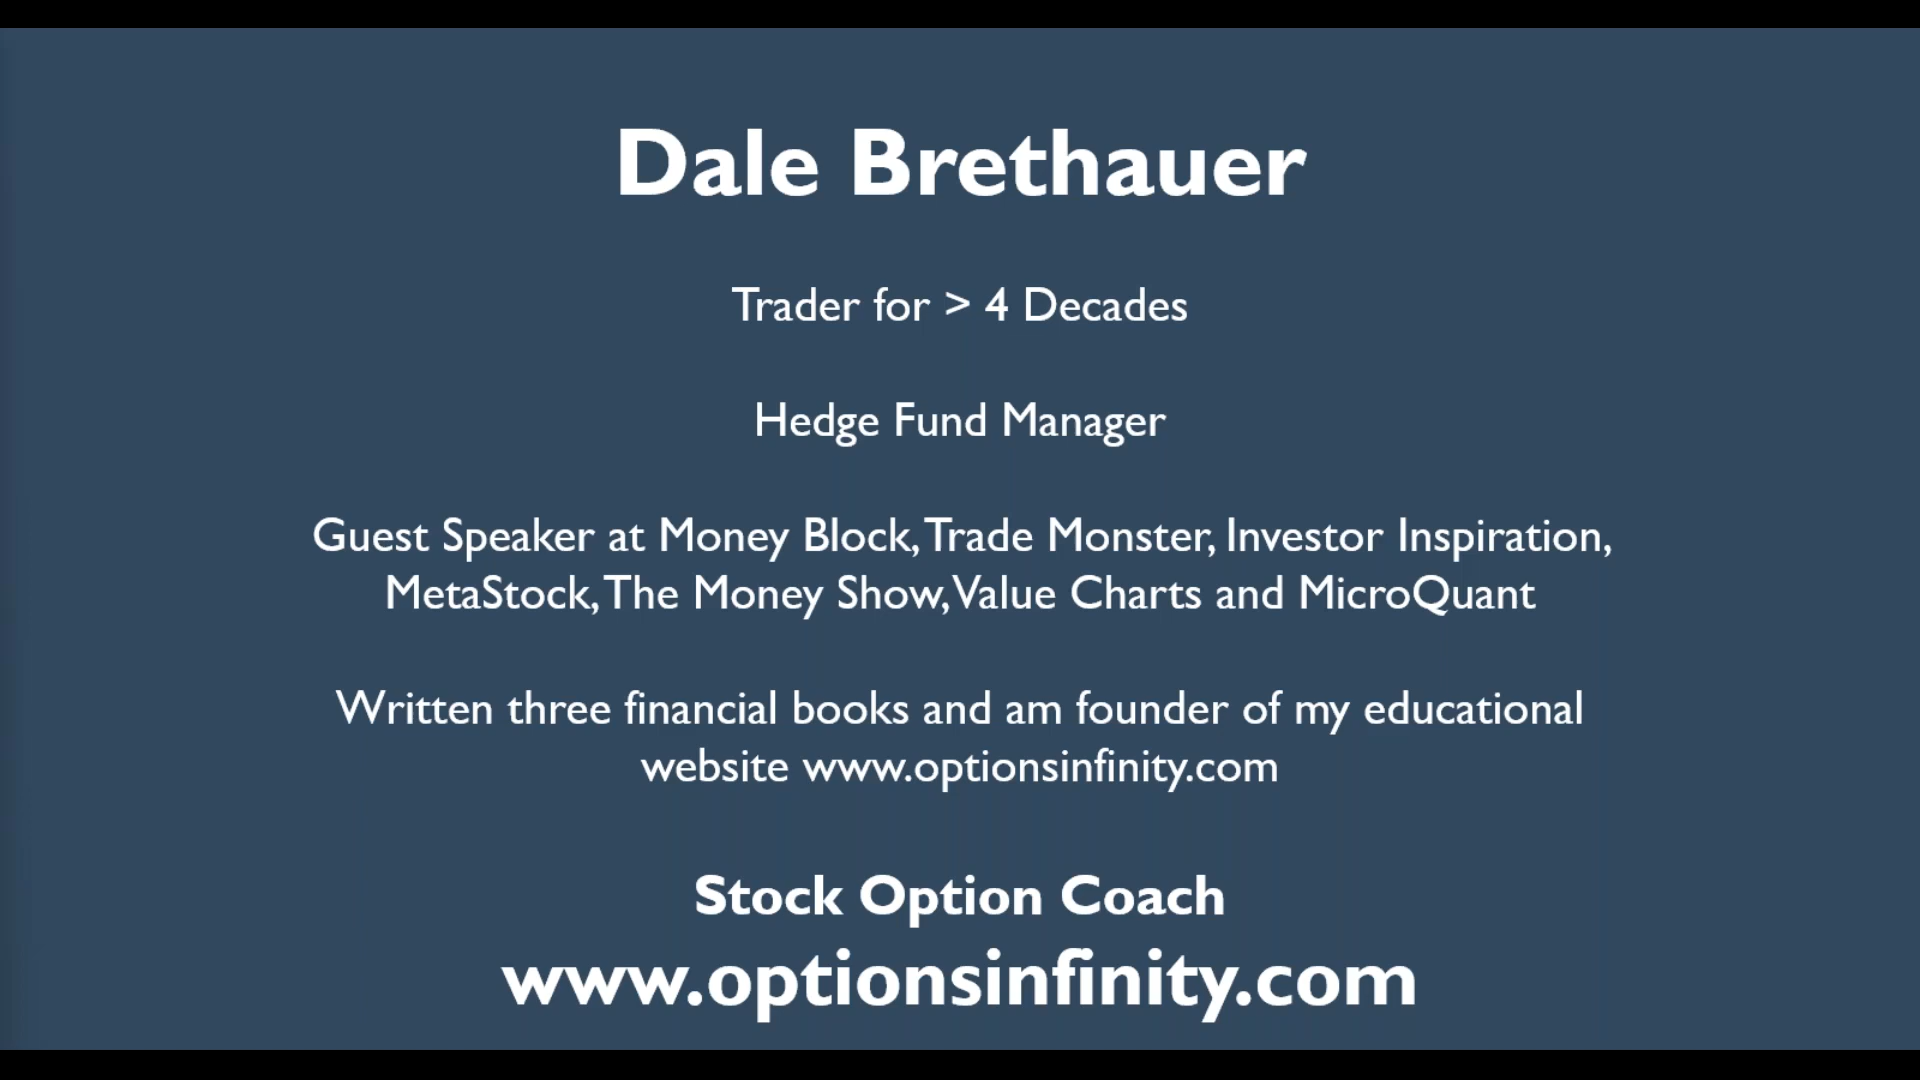 Dale Brethauer
Trader for > 4 Decades
Hedge Fund Manager
Guest Speaker at Money Block, Trade Monster, Investor Inspiration,
MetaStock, The Money Show, Value Charts and MicroQuant
Written three financial books and am founder of my educational
website www.optionsinfinity.com
Stock Option Coach
www.optionsinfinity.com